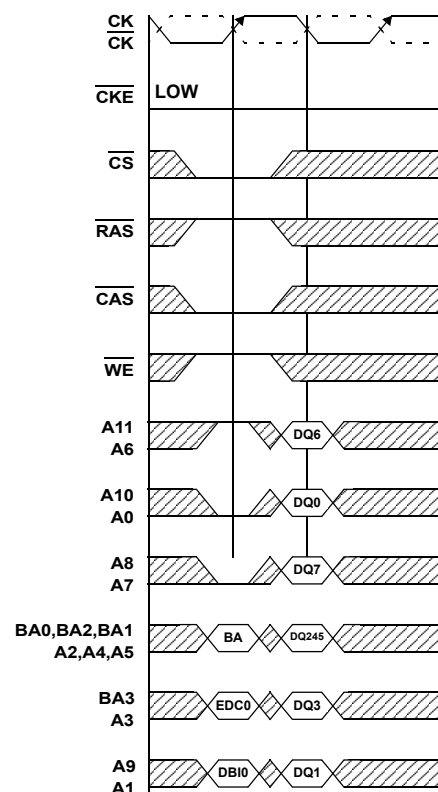 CK
CK
CKE LOW
CS
RAS
CAS
WE
A11
A6
DQ6
A10
A0
DQ0
A8
A7
DQ7
BA0,BA2,BA1
A2,A4,A5
BA DQ245
BA3
A3
EDC0 DQ3
A9
A1
DBI0 DQ1